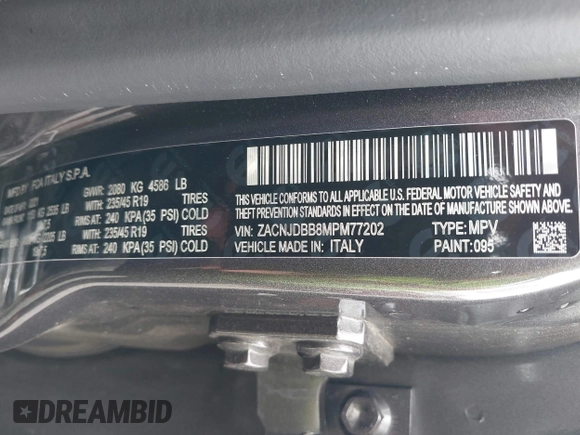 MFD BY FCA ITALY S.P.A.
GVWR: 2080 KG 4586 LB
WITH 235/45 R19 TIRES
RIMS AT: 240 KPA(35 PSI) COLD
WITH 235/45 R19 TIRES
RIMS AT: 240 KPA(35 PSI) COLD
THIS VEHICLE CONFORMS TO ALL APPLICABLE U.S. FEDERAL MOTOR VEHICLE SAFETY,
BUMPER AND THEFT PREVENTION STANDARDS IN
EFFECT ON THE DATE OF MANUFACTURE SHOWN ABOVE.
VIN: ZACNJDBB8MPM77202 TYPE: MPV
VEHICLE MADE IN: ITALY PAINT: 095
DREAMBID